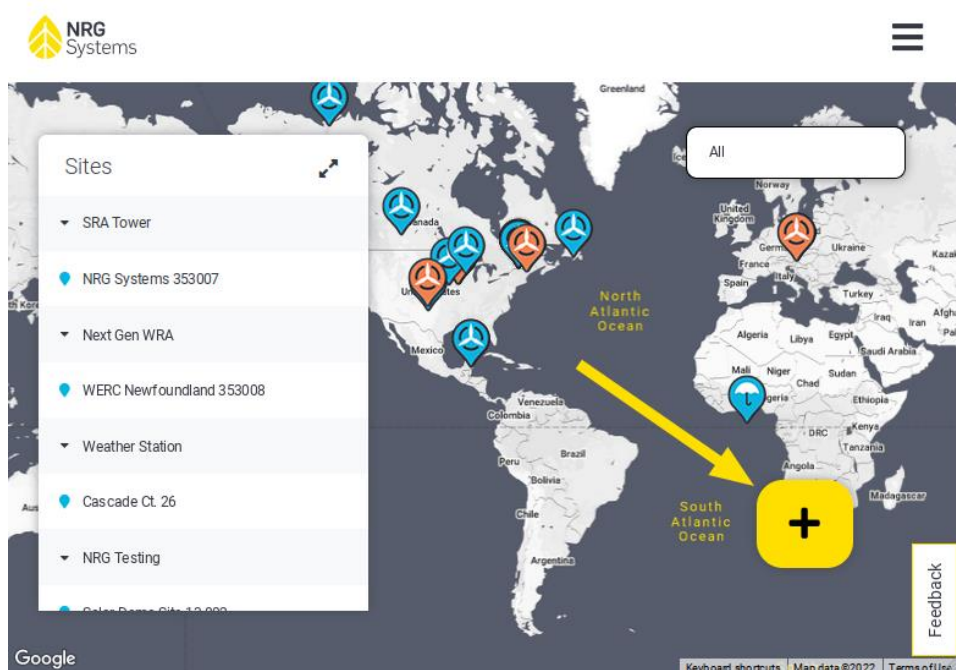 NRG
Systems
Sites
SRA Tower
NRG Systems 353007
Next Gen WRA
WERC Newfoundland 353008
Weather Station
Cascade Ct. 26
NRG Testing
All
Greenland
Norway
United
Kingdom
Ukraine
France
Italy
Spain
Turkey
Iraq
Iran
Algeria
Libya
Egypt
Saudi Arabia
Mali
Niger
Chad
Sudan
Ethiopia
DRC
Kenya
Tanzania
Angola
Madagascar
North
Atlantic
Ocean
Mexico
Venezuela
Colombia
Peru
Brazil
Bolivia
Chile
Argentina
South
Atlantic
Ocean
+
Feedback
Google
Keyboard shortcuts
Map data ©2022
Terms of Use